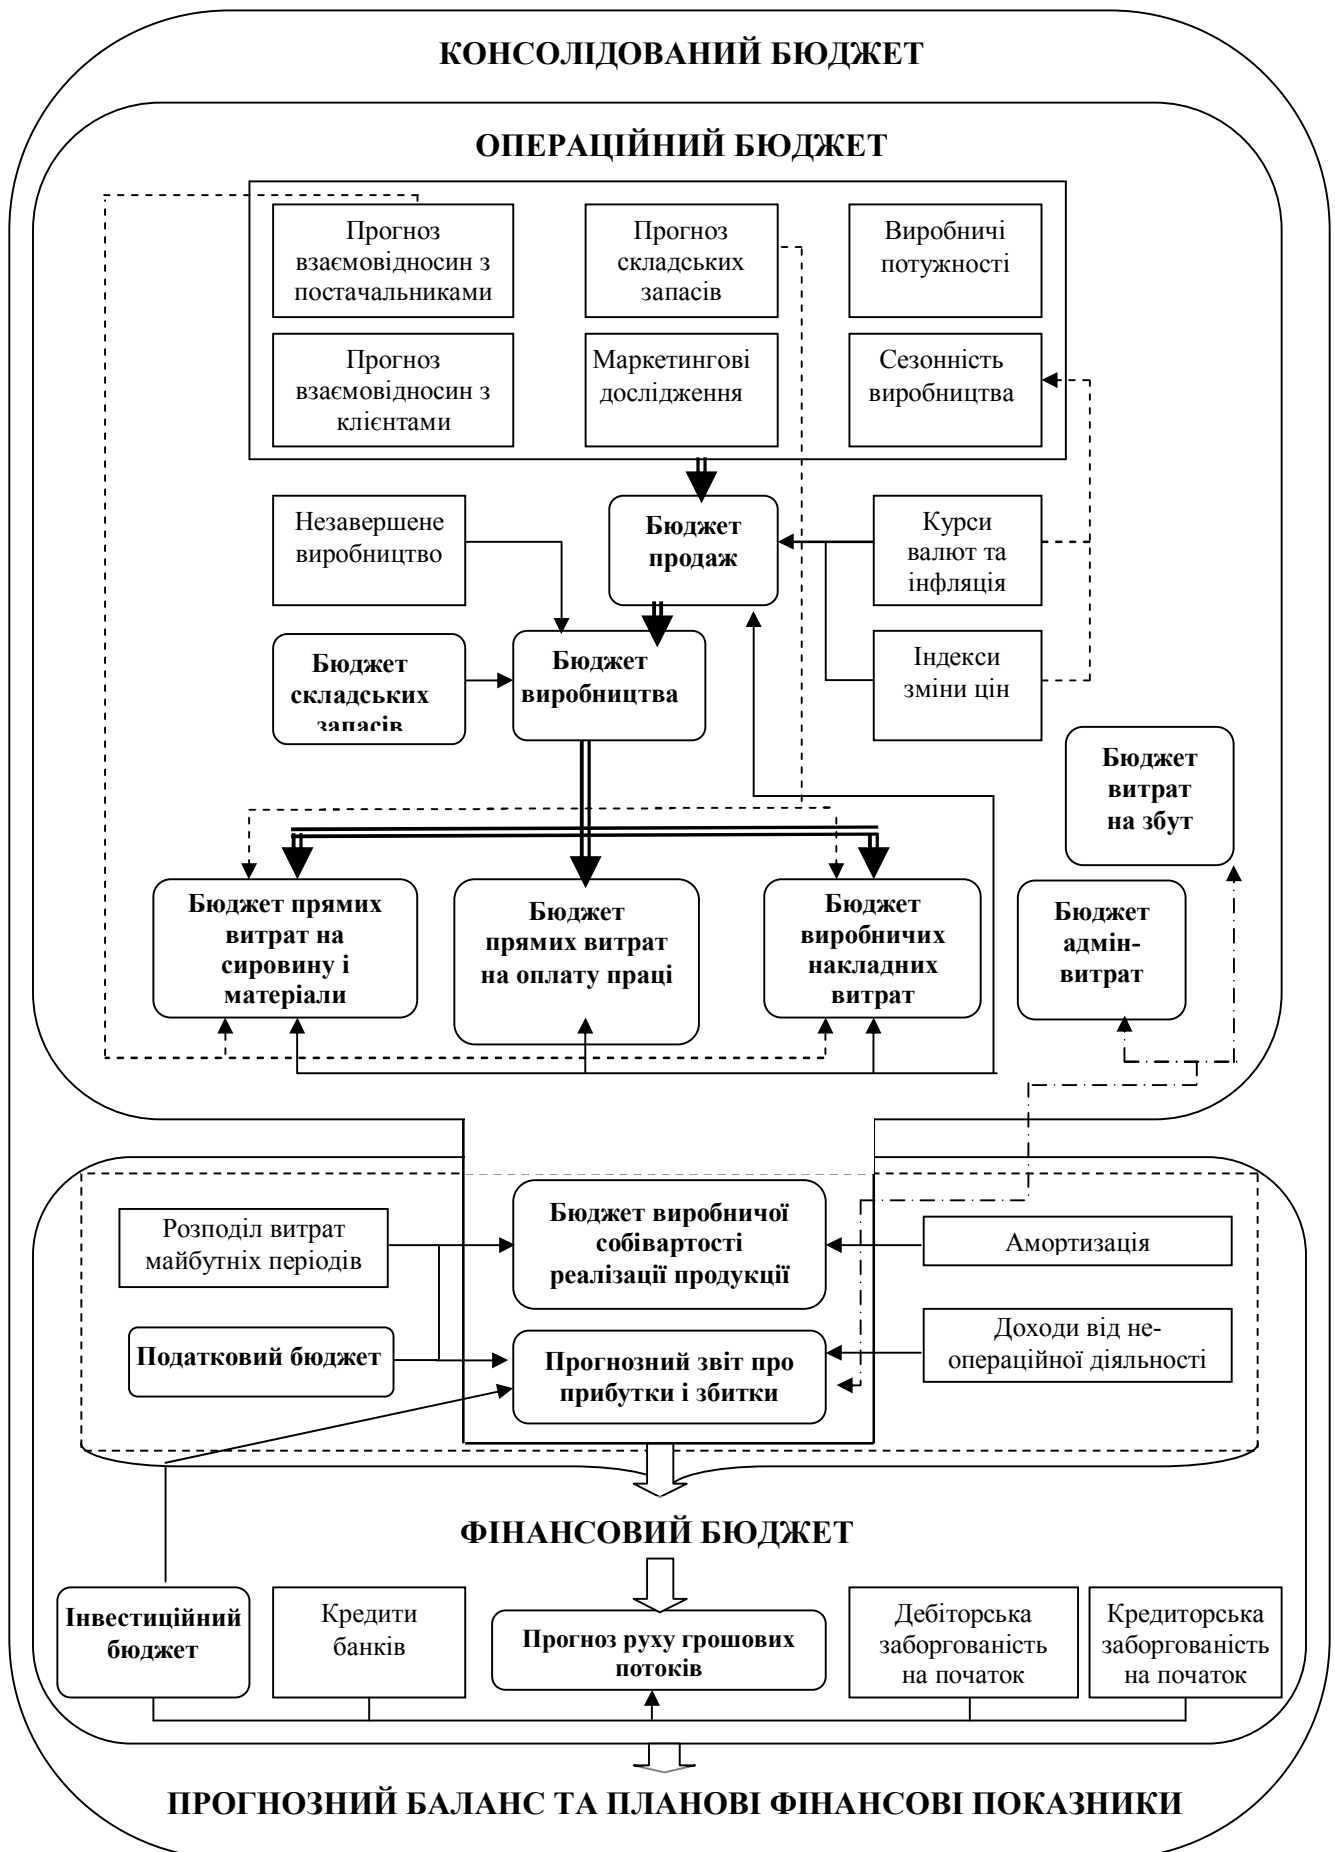 КОНСОЛІДОВАНИЙ БЮДЖЕТ
ОПЕРАЦІЙНИЙ БЮДЖЕТ
Прогноз
взаємовідносин з
постачальниками
Прогноз
складських
запасів
Виробничі
потужності
Прогноз
взаємовідносин з
клієнтами
Маркетингові
дослідження
Сезонність
виробництва
Незавершене
виробництво
Бюджет
продаж
Курси
валют та
інфляція
Бюджет
складських
запасів
Бюджет
виробництва
Індекси
зміни цін
Бюджет
витрат
на збут
Бюджет прямих
витрат на
сировину і
матеріали
Бюджет
прямих витрат
на оплату праці
Бюджет
виробничих
накладних
витрат
Бюджет
адмін-
витрат
Розподіл витрат
майбутніх періодів
Бюджет виробничої
собівартості
реалізації продукції
Амортизація
Податковий бюджет
Прогнозний звіт про
прибутки і збитки
Доходи від не-
операційної діяльності
ФІНАНСОВИЙ БЮДЖЕТ
Інвестиційний
бюджет
Кредити
банків
Прогноз руху грошових
потоків
Дебіторська
заборгованість
на початок
Кредиторська
заборгованість
на початок
ПРОГНОЗНИЙ БАЛАНС ТА ПЛАНОВІ ФІНАНСОВІ ПОКАЗНИКИ